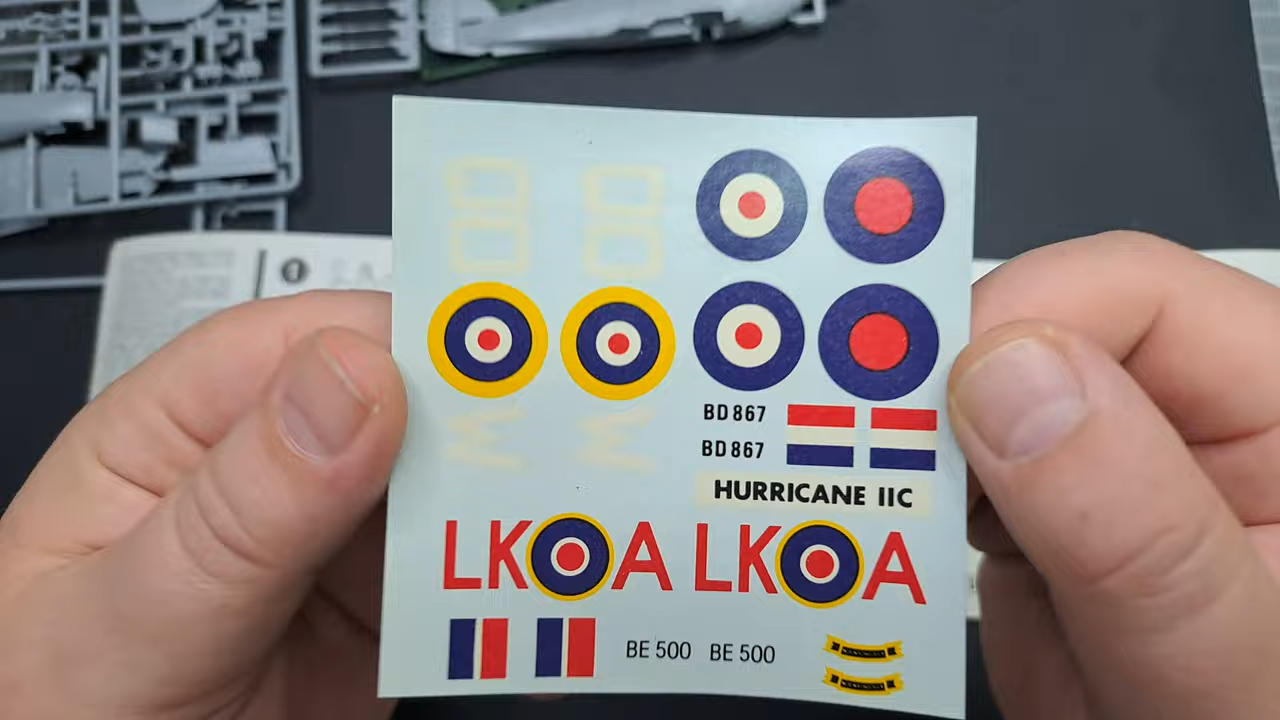 BD 867
BD 867
HURRICANE IIC
LK A LK A
BE 500 BE 500